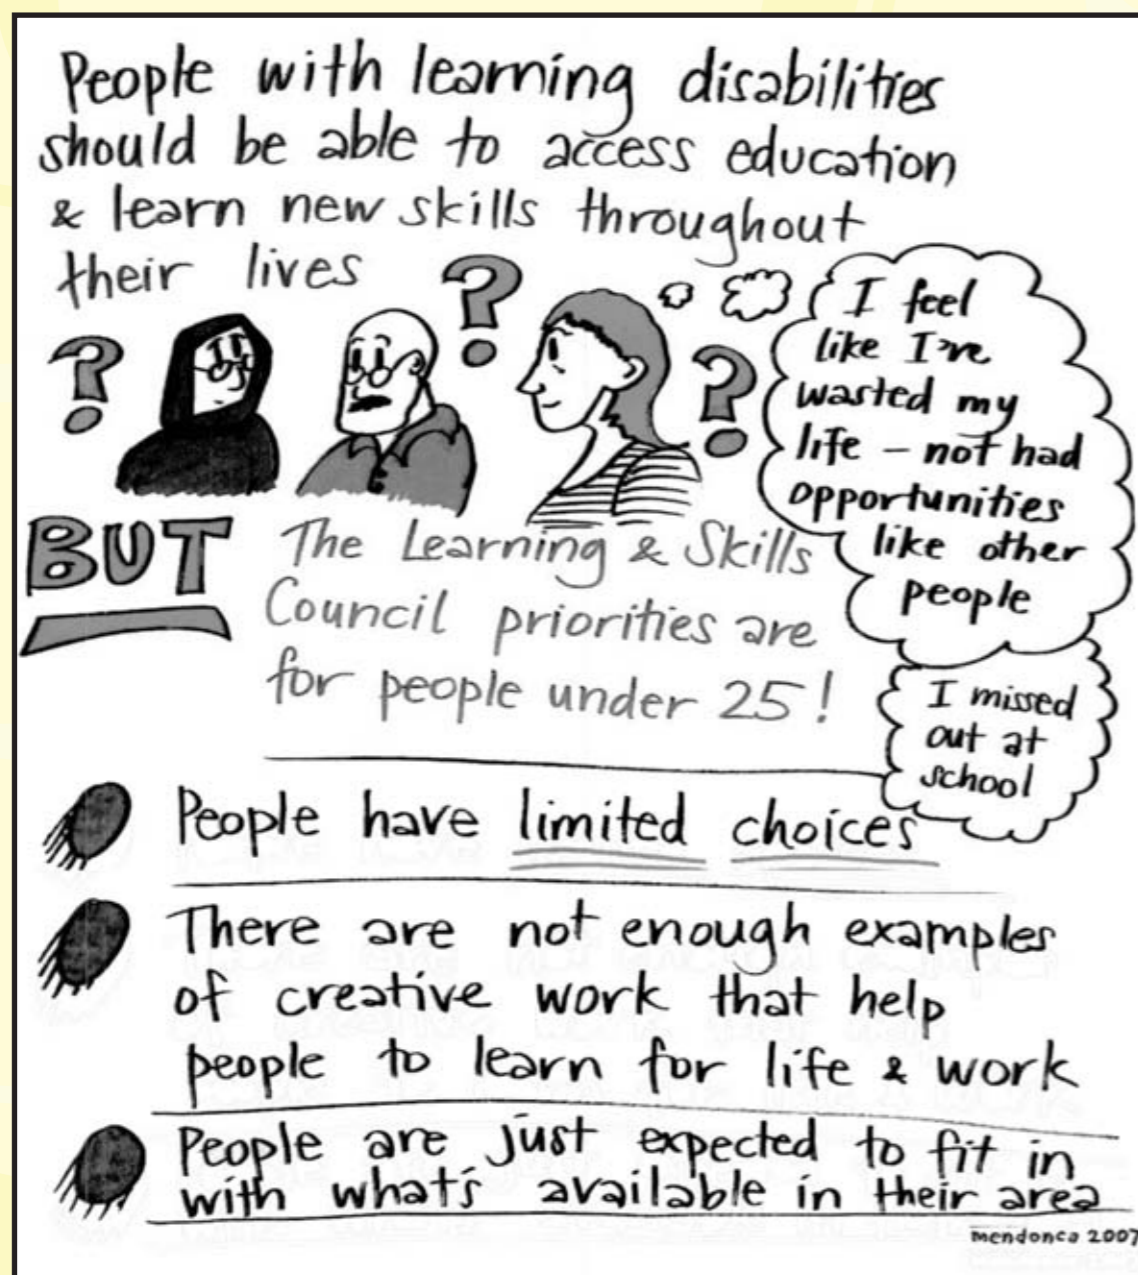 People with learning disabilities
should be able to access education
& learn new skills throughout
their lives
? ? ?
I feel
like I've
wasted my
life – not had
opportunities
like other
people
I missed
out at
school
BUT
The Learning & Skills
Council priorities are
for people under 25!
People have limited choices
There are not enough examples
of creative work that help
people to learn for life & work
People are just expected to fit in
with what's available in their area
mendonca 2007